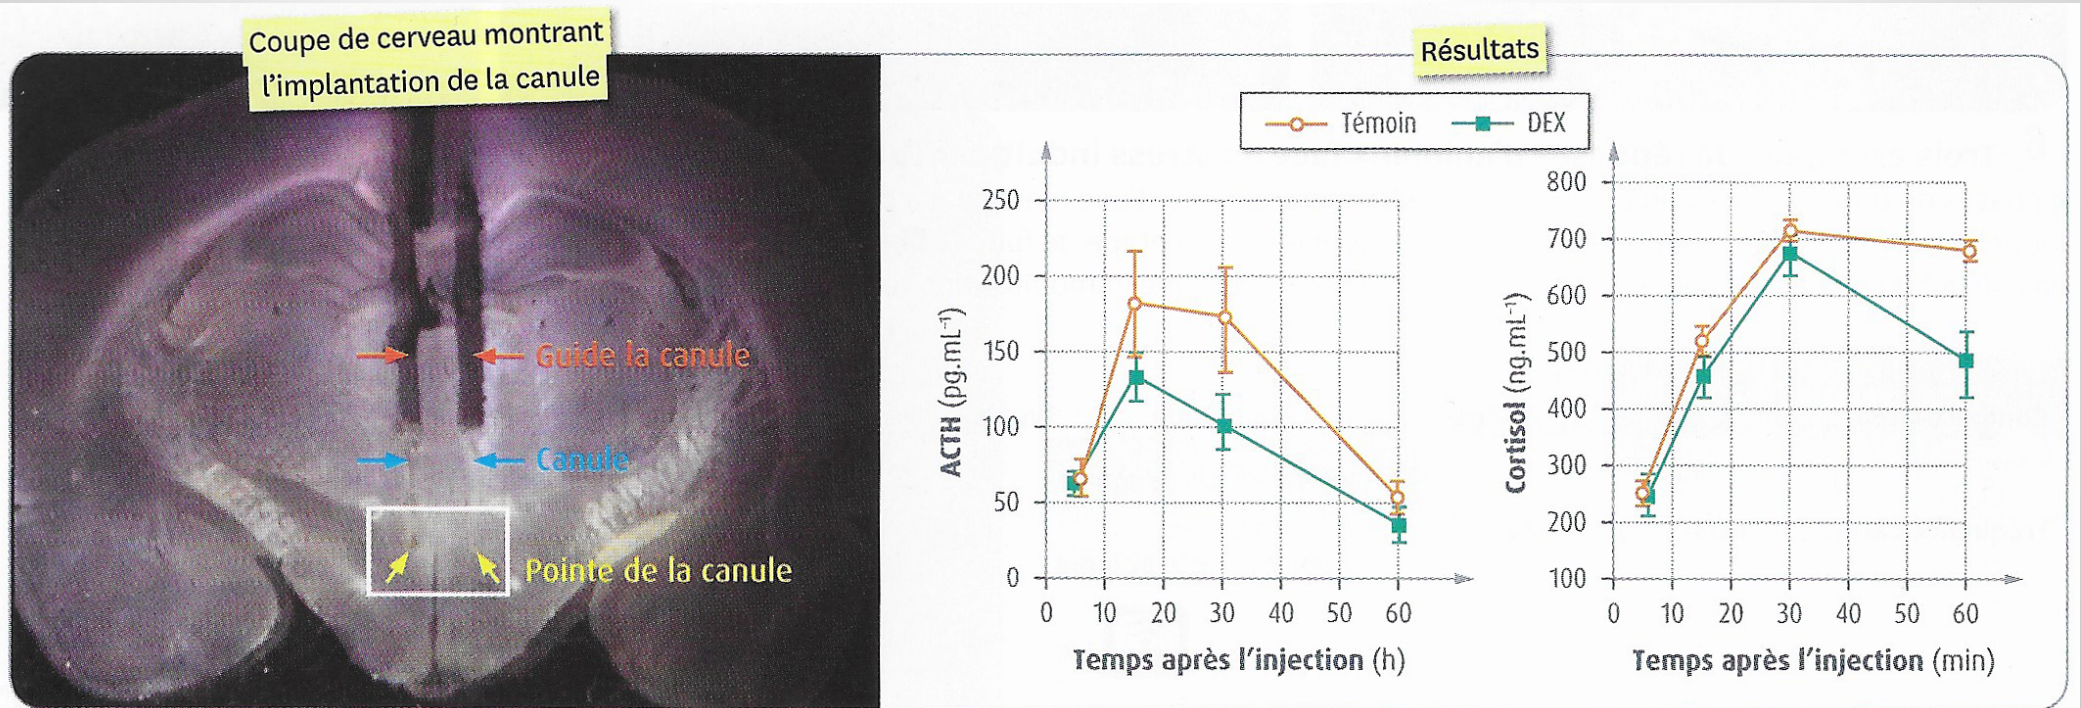 Coupe de cerveau montrant
l'implantation de la canule
Guide la canule
Canule
Pointe de la canule
Résultats
Témoin DEX
ACTH (pg.mL⁻¹)
250
200
150
100
50
0
0 10 20 30 40 50 60
Temps après l'injection (h)
Cortisol (ng.mL⁻¹)
800
700
600
500
400
300
200
100
0 10 20 30 40 50 60
Temps après l'injection (min)